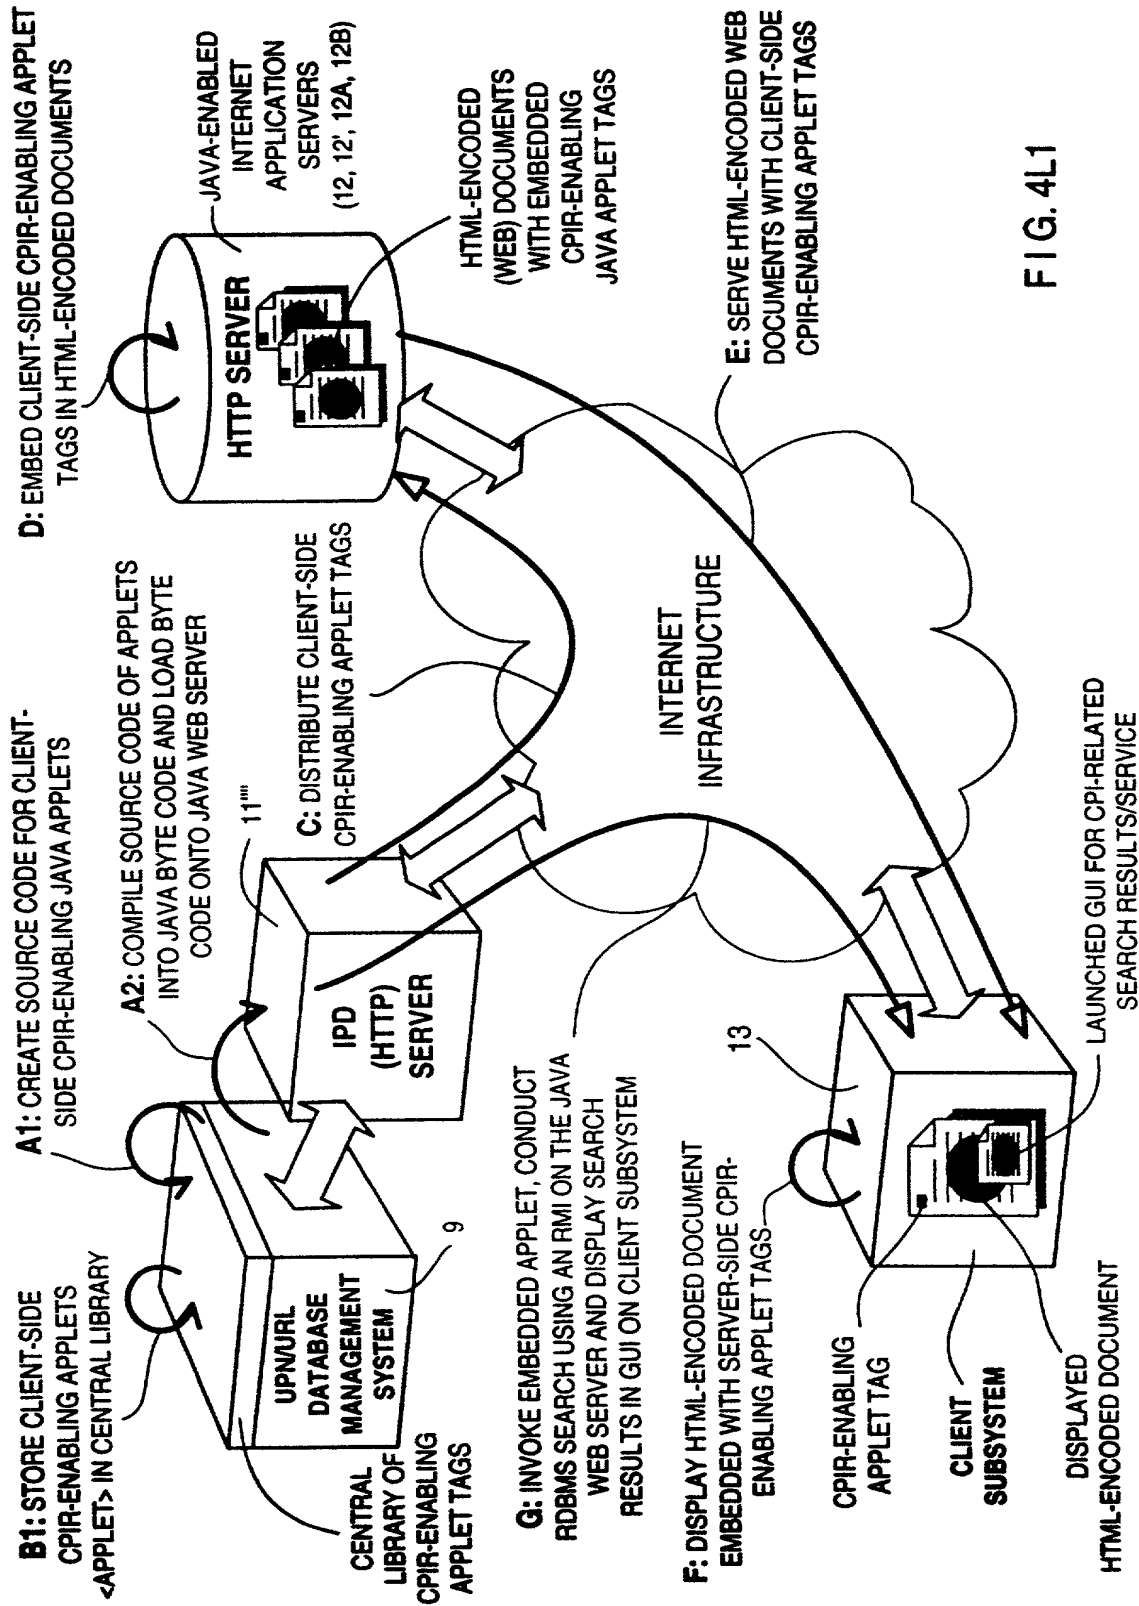 B1: STORE CLIENT-SIDE
CPIR-ENABLING APPLETS
<APPLET> IN CENTRAL LIBRARY
A1: CREATE SOURCE CODE FOR CLIENT-
SIDE CPIR-ENABLING JAVA APPLETS
A2: COMPILE SOURCE CODE OF APPLETS
INTO JAVA BYTE CODE AND LOAD BYTE
CODE ONTO JAVA WEB SERVER
D: EMBED CLIENT-SIDE CPIR-ENABLING APPLET
TAGS IN HTML-ENCODED DOCUMENTS
JAVA-ENABLED
INTERNET
APPLICATION
SERVERS
(12, 12', 12A, 12B)
HTTP SERVER
HTML-ENCODED
(WEB) DOCUMENTS
WITH EMBEDDED
CPIR-ENABLING
JAVA APPLET TAGS
11""
C: DISTRIBUTE CLIENT-SIDE
CPIR-ENABLING APPLET TAGS
IPD
(HTTP)
SERVER
UPN/URL
DATABASE
MANAGEMENT
SYSTEM
9
CENTRAL
LIBRARY OF
CPIR-ENABLING
APPLET TAGS
E: SERVE HTML-ENCODED WEB
DOCUMENTS WITH CLIENT-SIDE
CPIR-ENABLING APPLET TAGS
INTERNET
INFRASTRUCTURE
G: INVOKE EMBEDDED APPLET, CONDUCT
RDBMS SEARCH USING AN RMI ON THE JAVA
WEB SERVER AND DISPLAY SEARCH
RESULTS IN GUI ON CLIENT SUBSYSTEM
F: DISPLAY HTML-ENCODED DOCUMENT
EMBEDDED WITH SERVER-SIDE CPIR-
ENABLING APPLET TAGS
13
CPIR-ENABLING
APPLET TAG
CLIENT
SUBSYSTEM
DISPLAYED
HTML-ENCODED DOCUMENT
LAUNCHED GUI FOR CPI-RELATED
SEARCH RESULTS/SERVICE
FIG. 4L1